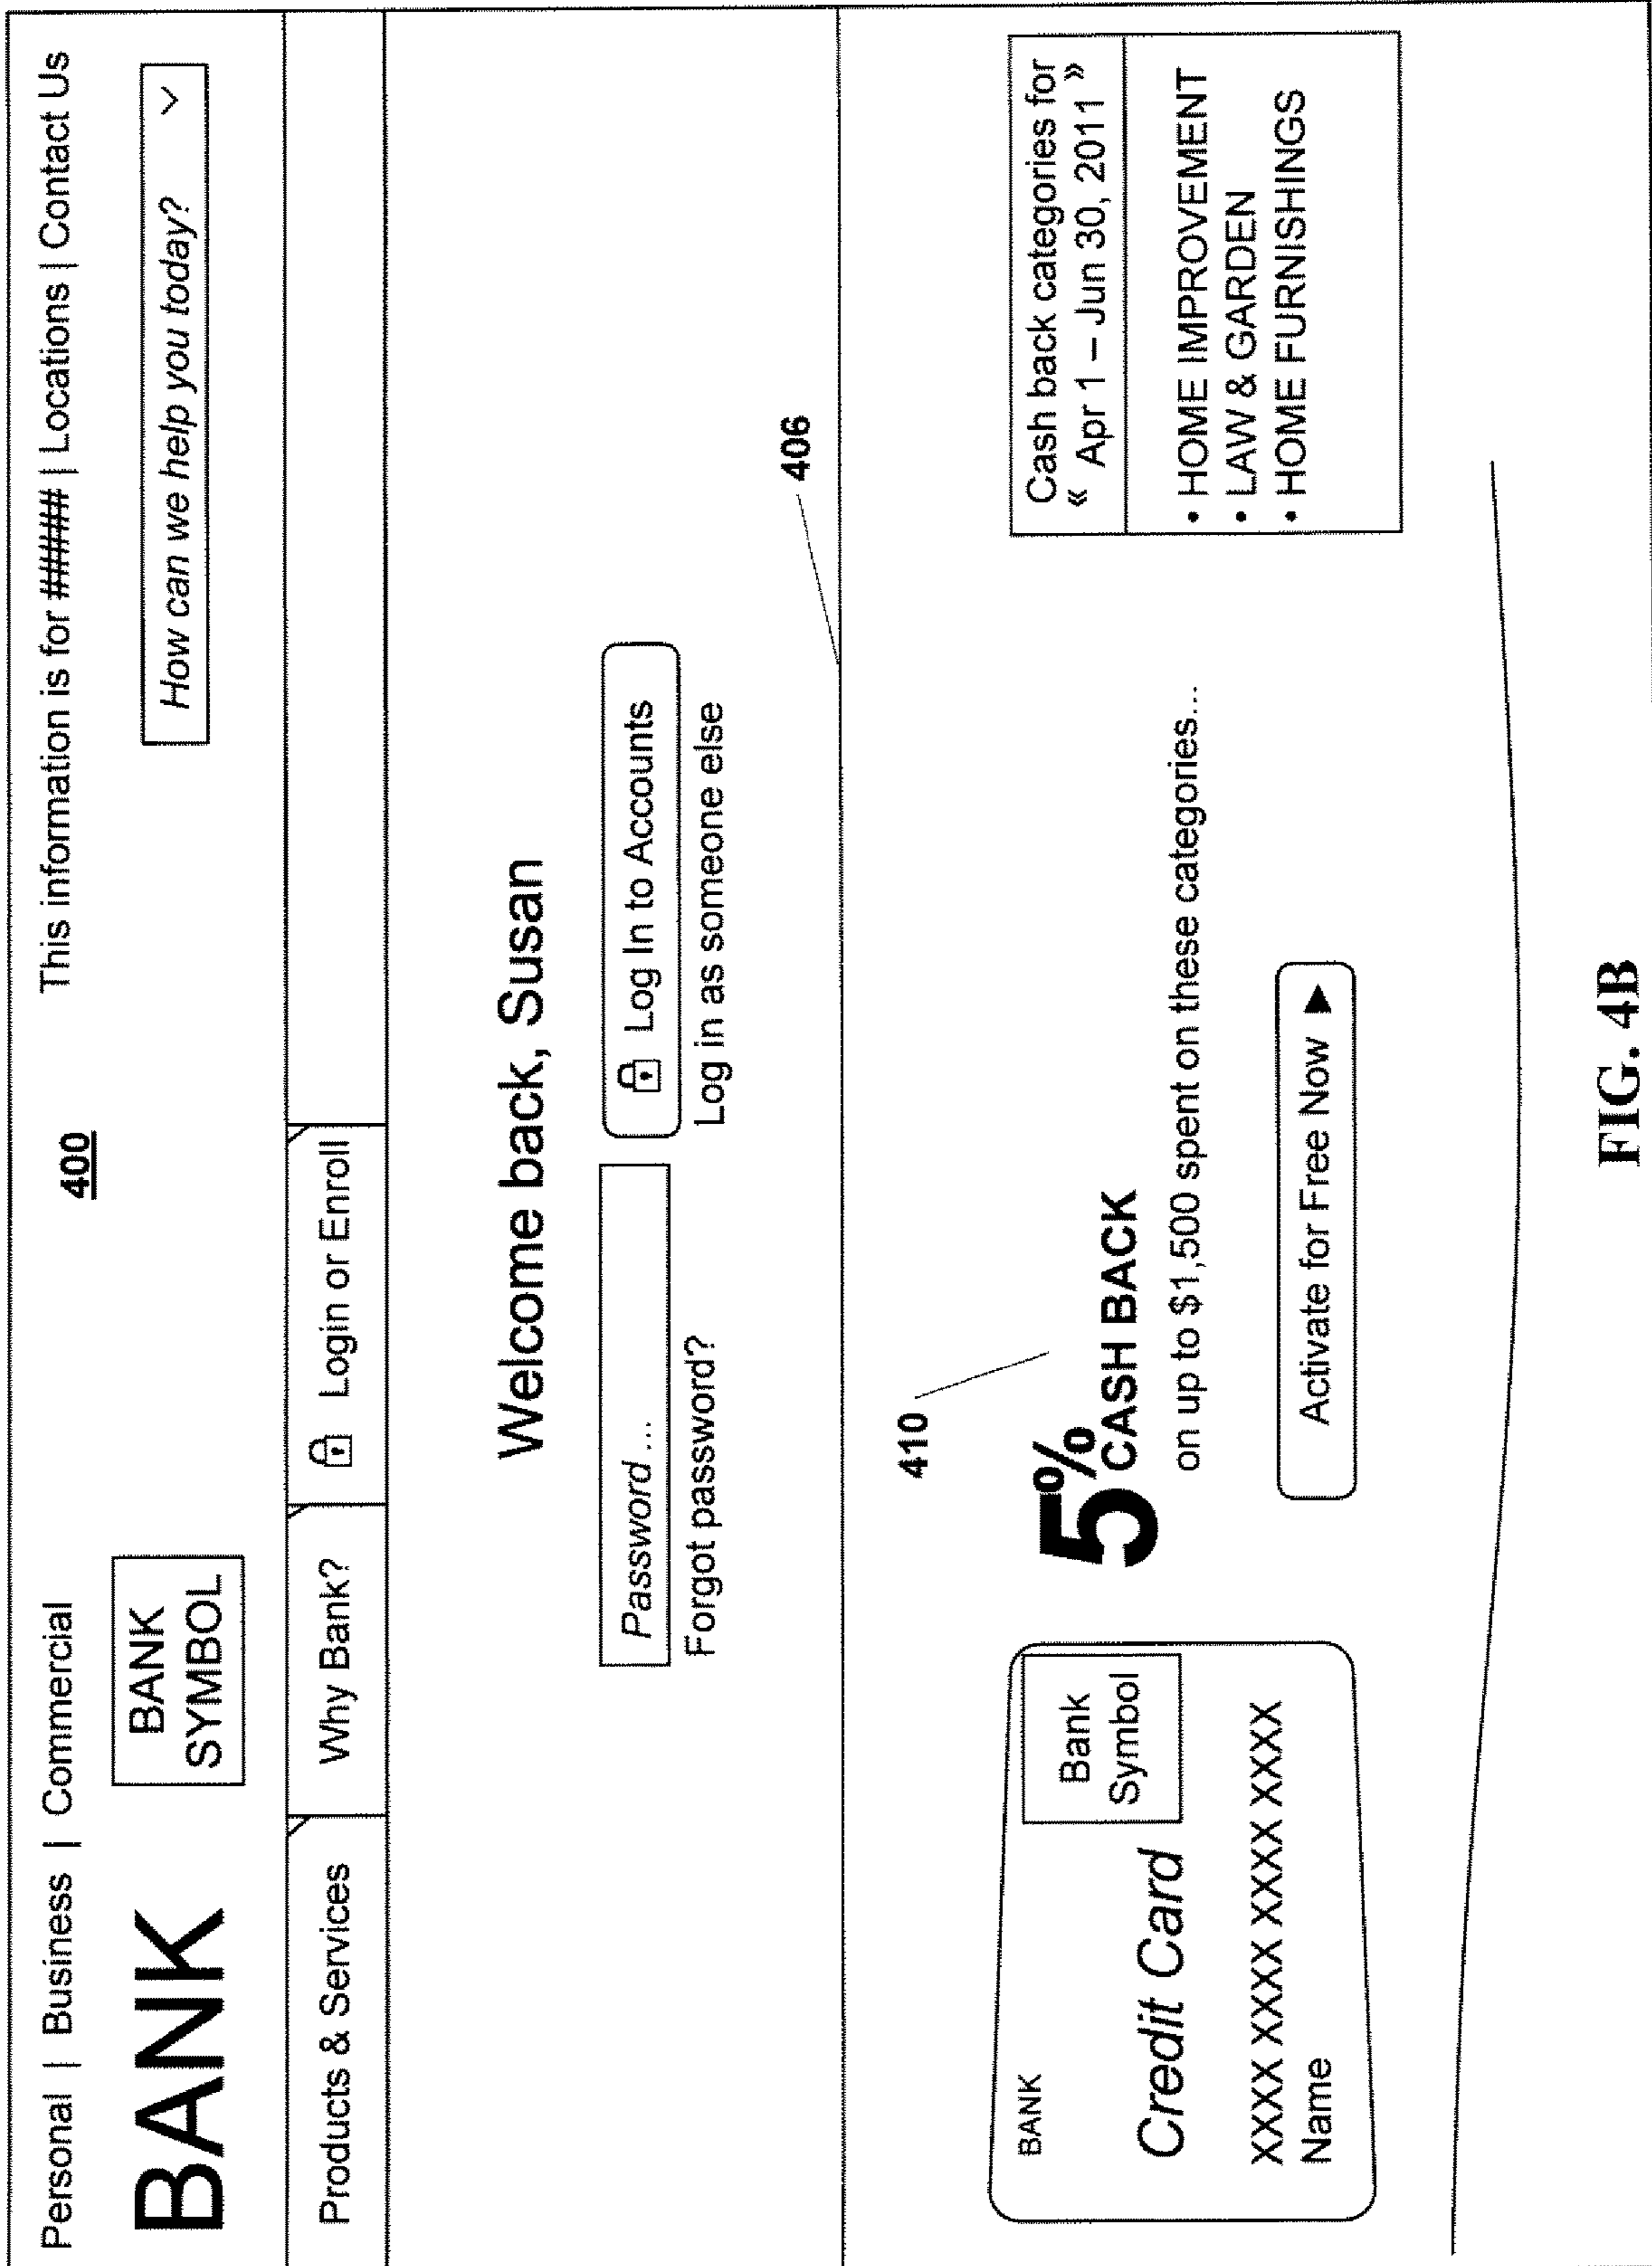 Personal | Business | Commercial
400
This information is for ##### | Locations | Contact Us
BANK
BANK
SYMBOL
How can we help you today?
Products & Services
Why Bank?
Login or Enroll
Welcome back, Susan
Password ...
Log In to Accounts
Forgot password?
Log in as someone else
406
410
BANK
Bank
Symbol
Credit Card
XXXX XXXX XXXX XXXX
Name
5%
CASH BACK
on up to $1,500 spent on these categories...
Activate for Free Now ▶
Cash back categories for
« Apr 1 – Jun 30, 2011 »
• HOME IMPROVEMENT
• LAW & GARDEN
• HOME FURNISHINGS
FIG. 4B